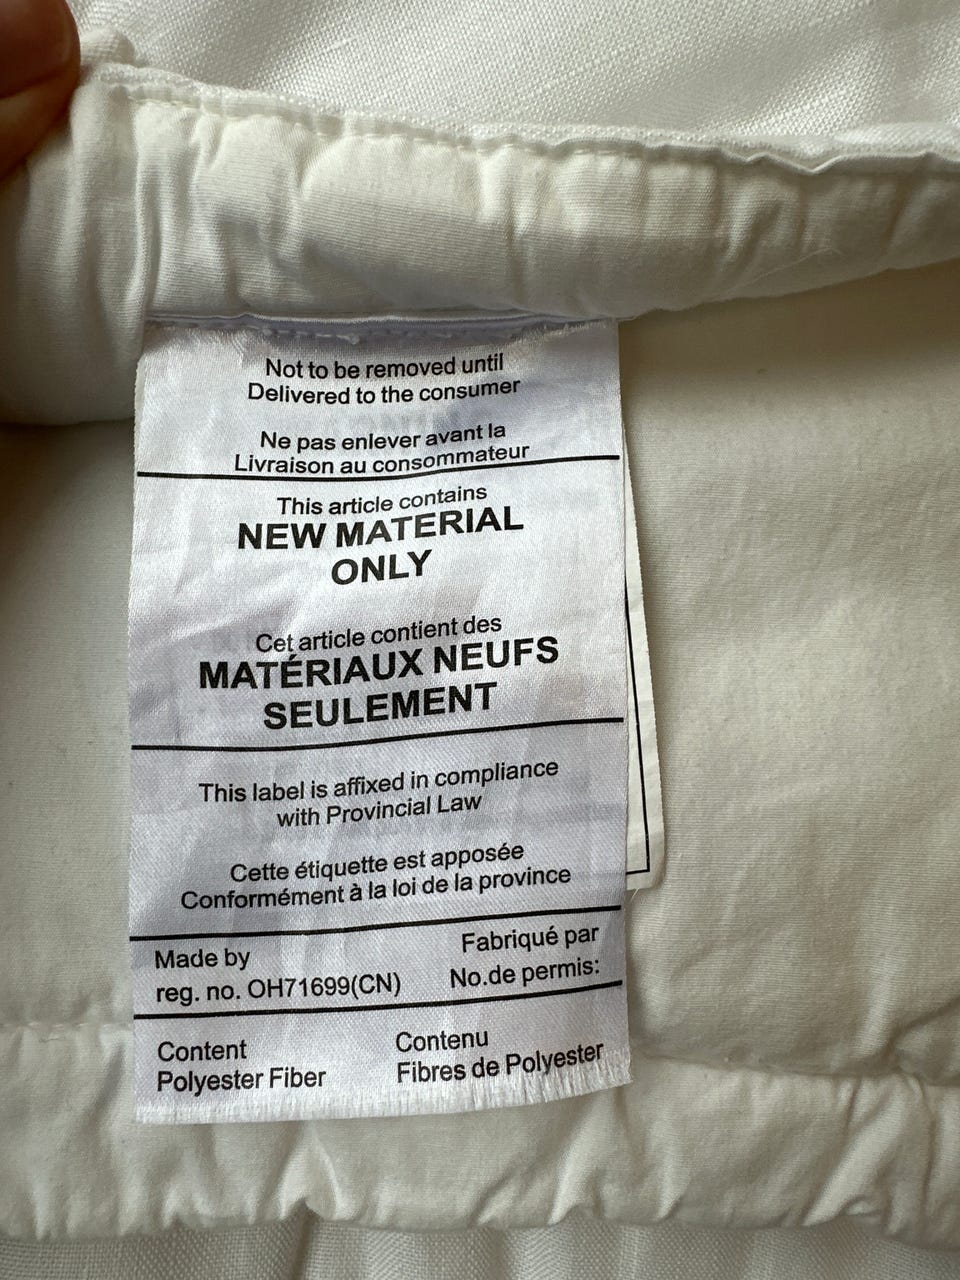 Not to be removed until
Delivered to the consumer
Ne pas enlever avant la
Livraison au consommateur
This article contains
NEW MATERIAL
ONLY
Cet article contient des
MATÉRIAUX NEUFS
SEULEMENT
This label is affixed in compliance
with Provincial Law
Cette étiquette est apposée
Conformément à la loi de la province
Made by
Fabriqué par
reg. no. OH71699(CN)
No.de permis:
Content
Contenu
Polyester Fiber
Fibres de Polyester